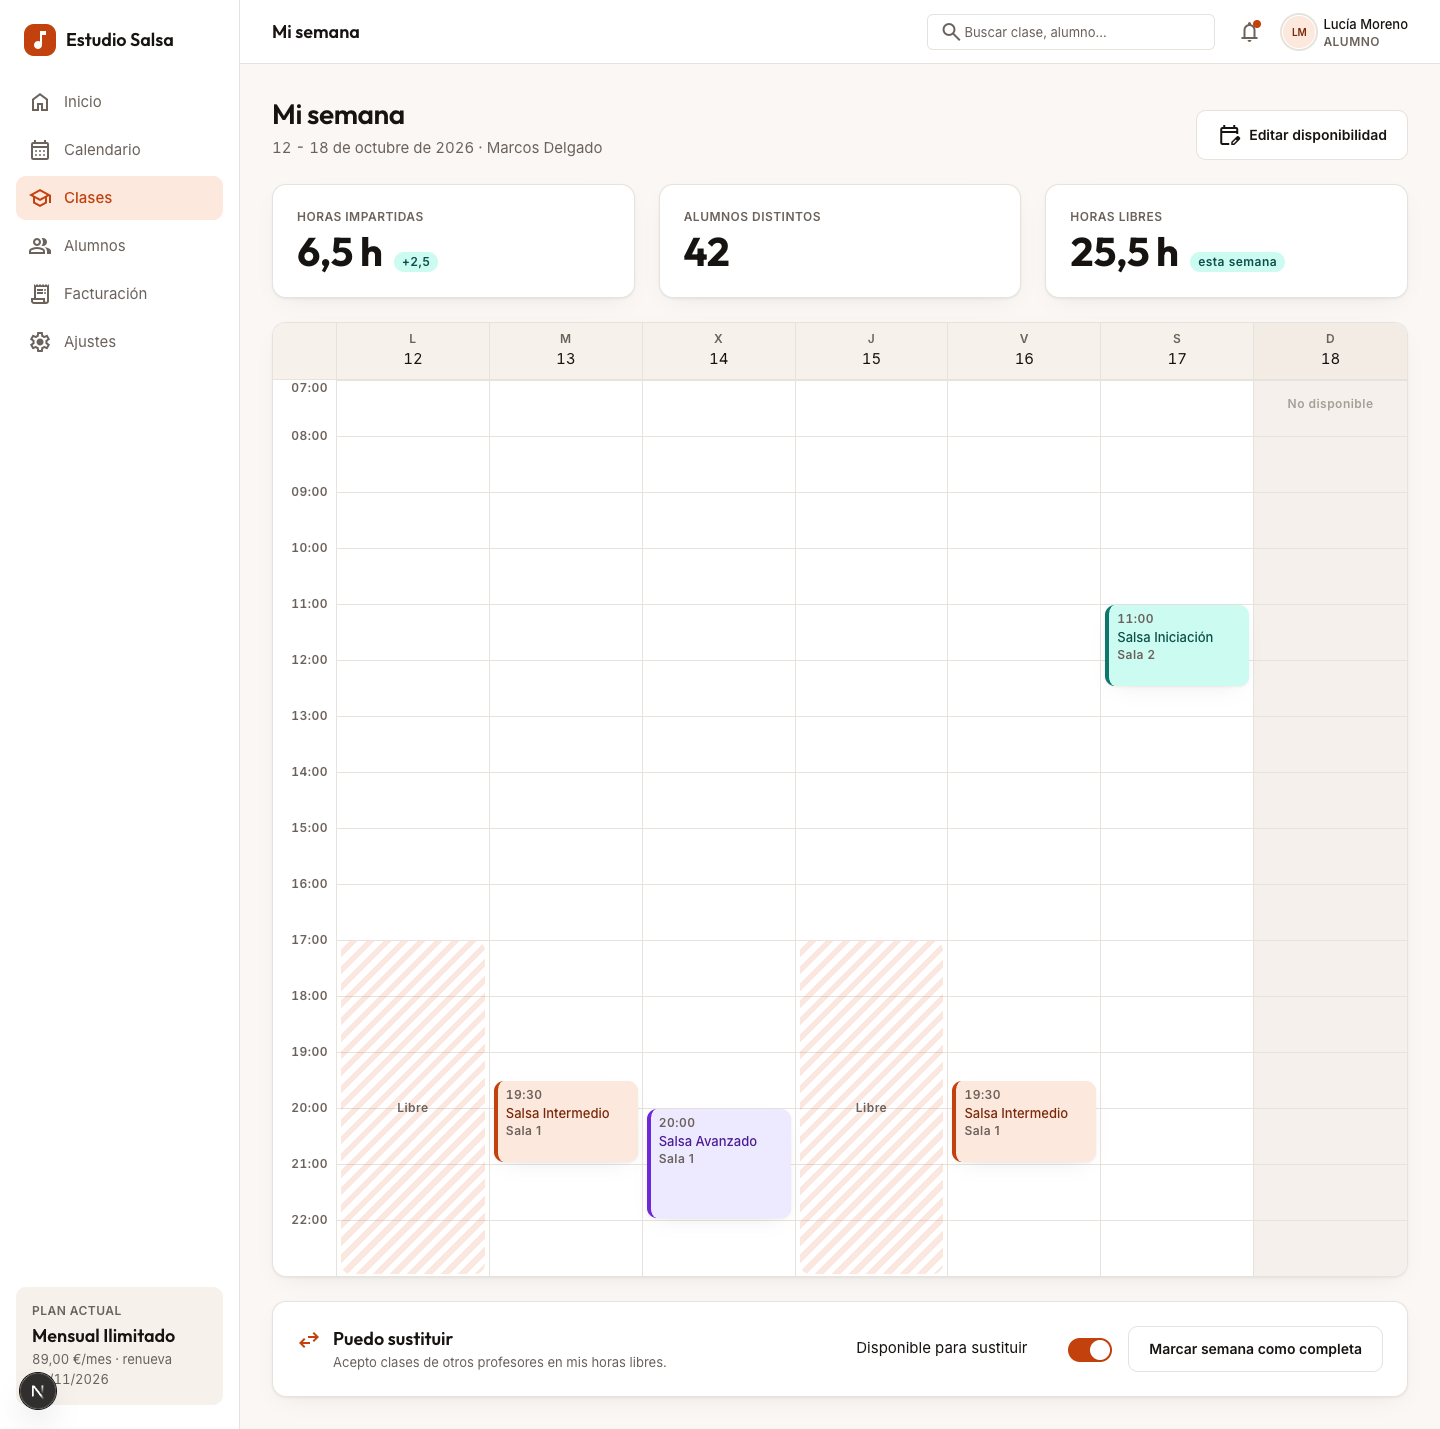 Estudio Salsa
Inicio
Calendario
Clases
Alumnos
Facturación
Ajustes
PLAN ACTUAL
Mensual Ilimitado
89,00 €/mes · renueva
/11/2026
N
Mi semana
Buscar clase, alumno...
LM
Lucía Moreno
ALUMNO
Mi semana
12 - 18 de octubre de 2026 · Marcos Delgado
Editar disponibilidad
HORAS IMPARTIDAS
6,5 h +2,5
ALUMNOS DISTINTOS
42
HORAS LIBRES
25,5 h esta semana
L M X J V S D
12 13 14 15 16 17 18
07:00
No disponible
08:00
09:00
10:00
11:00
11:00
Salsa Iniciación
Sala 2
12:00
13:00
14:00
15:00
16:00
17:00
18:00
19:00
20:00
21:00
22:00
Libre
19:30
Salsa Intermedio
Sala 1
20:00
Salsa Avanzado
Sala 1
Libre
19:30
Salsa Intermedio
Sala 1
Puedo sustituir
Acepto clases de otros profesores en mis horas libres.
Disponible para sustituir
Marcar semana como completa